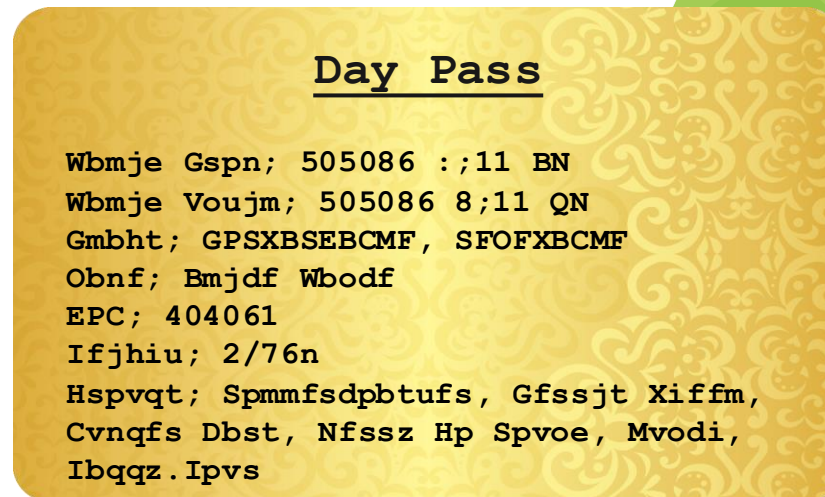 Day Pass
Wbmje Gspn; 505086 :;11 BN
Wbmje Voujm; 505086 8;11 QN
Gmbht; GPSXBSEBCMF, SFOFXBCMF
Obnf; Bmjdf Wbodf
EPC; 404061
Ifjhiu; 2/76n
Hspvqt; Spmmfsdpbtufs, Gfssjt Xiffm,
Cvnqfs Dbst, Nfssz Hp Spvoe, Mvodi,
Ibqqz.Ipvs